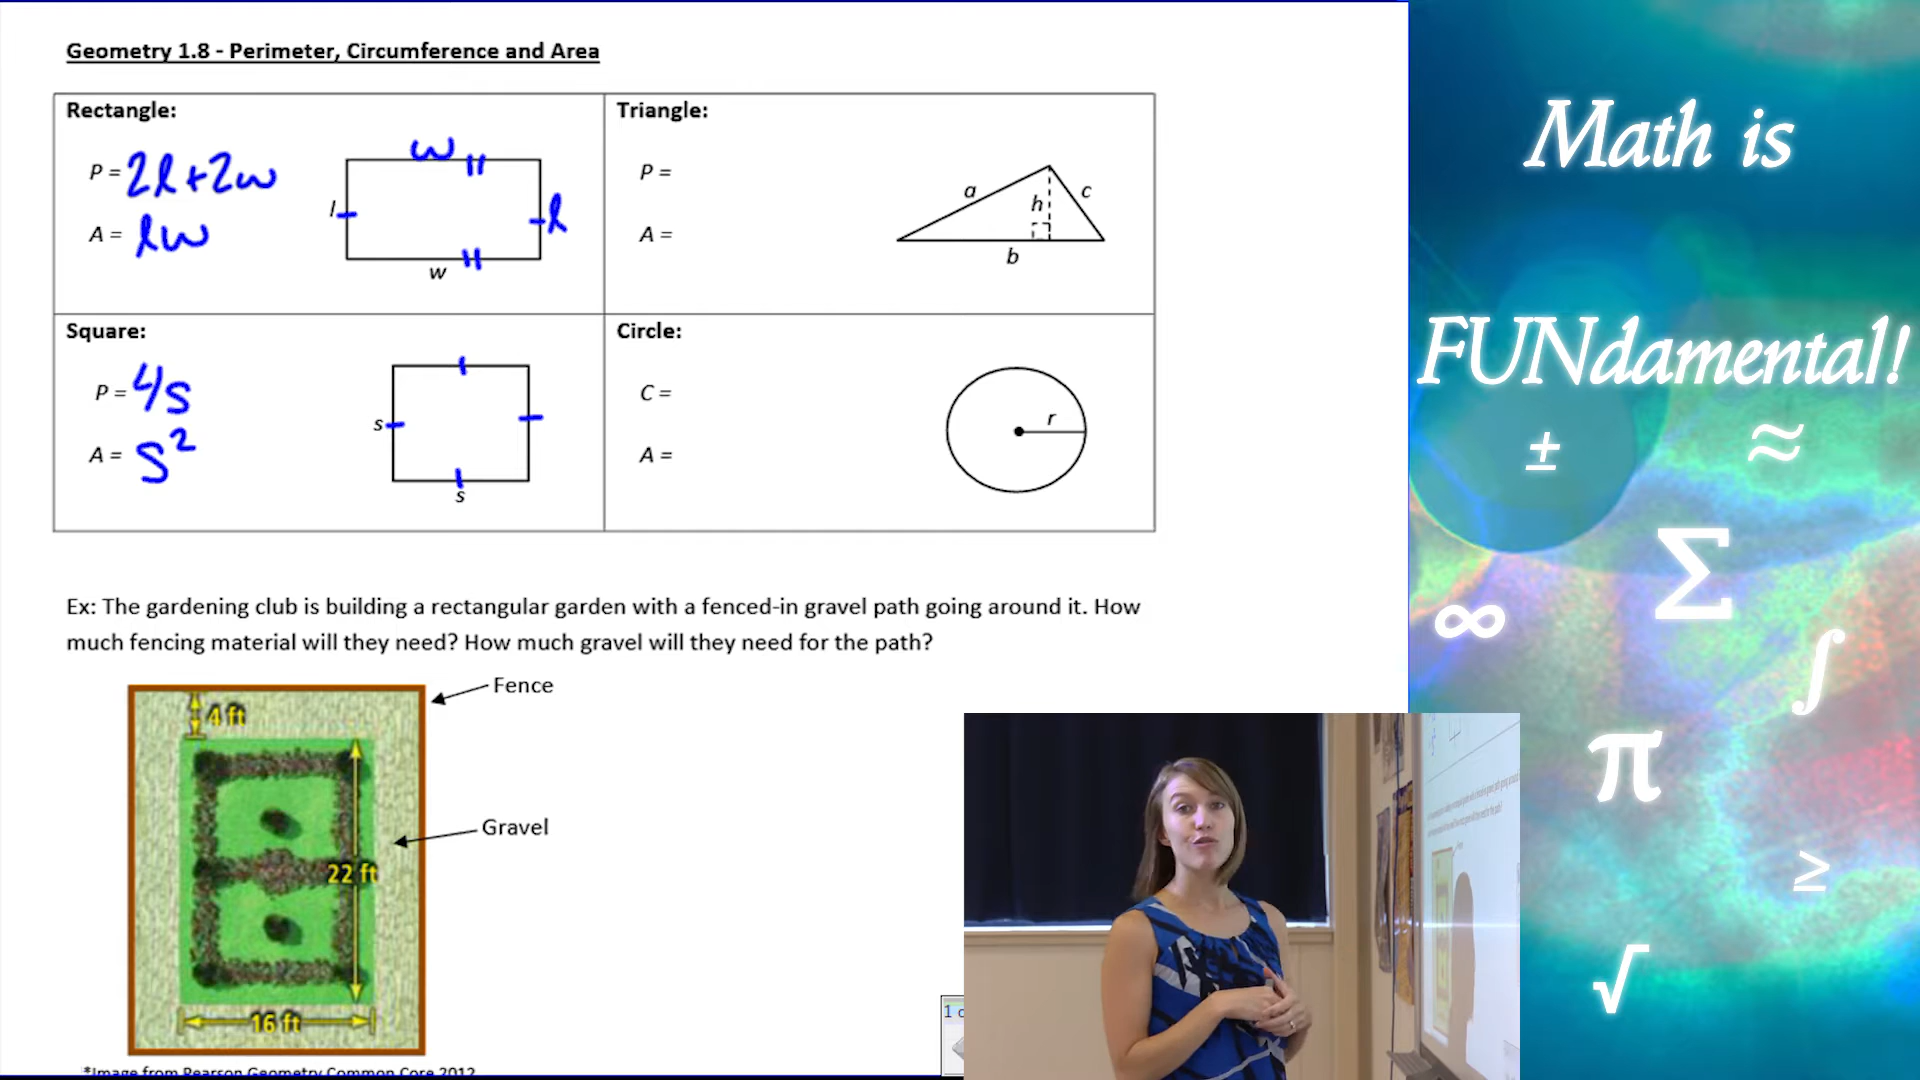 Geometry 1.8 - Perimeter, Circumference and Area
Rectangle:
P = 2l+2w
A = lw
w
l
l
w
Triangle:
P =
A =
a
h
c
b
Square:
P = 4s
A = s²
s
s
Circle:
C =
A =
r
Ex: The gardening club is building a rectangular garden with a fenced-in gravel path going around it. How
much fencing material will they need? How much gravel will they need for the path?
Fence
4 ft
Gravel
22 ft
16 ft
*Image from Pearson Geometry Common Core 2012
Math is
FUNdamental!
± ≈
∞ Σ
∫
π
≥
√